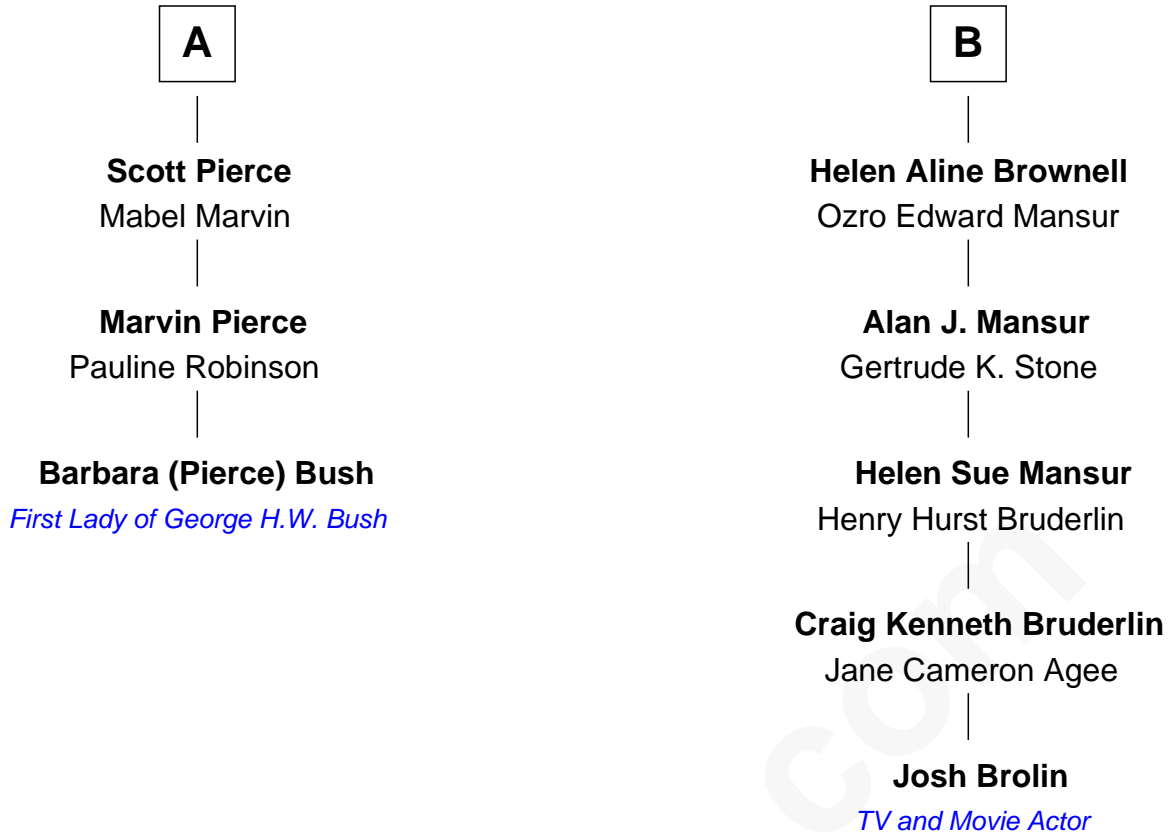 A
Scott Pierce
Mabel Marvin
Marvin Pierce
Pauline Robinson
Barbara (Pierce) Bush
First Lady of George H.W. Bush
B
Helen Aline Brownell
Ozro Edward Mansur
Alan J. Mansur
Gertrude K. Stone
Helen Sue Mansur
Henry Hurst Bruderlin
Craig Kenneth Bruderlin
Jane Cameron Agee
Josh Brolin
TV and Movie Actor
com